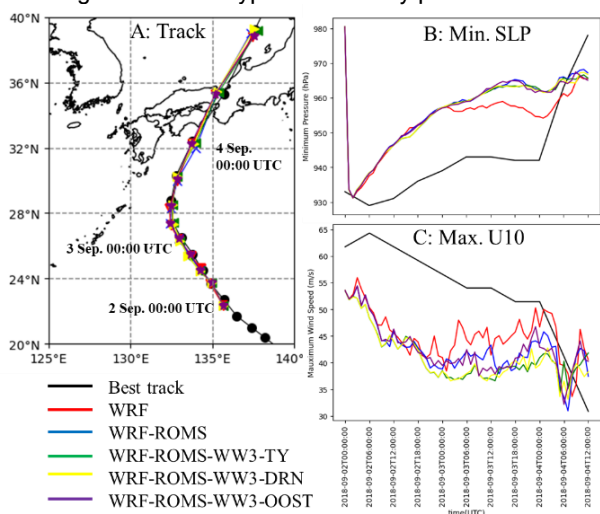 A: Track
40°N
36°N
32°N
28°N
24°N
20°N
4 Sep.
00:00 UTC
3 Sep. 00:00 UTC
2 Sep. 00:00 UTC
125°E
130°E
135°E
140°E
Best track
WRF
WRF-ROMS
WRF-ROMS-WW3-TY
WRF-ROMS-WW3-DRN
WRF-ROMS-WW3-OOST
B: Min. SLP
Minimum Pressure (hPa)
980
970
960
950
940
930
C: Max. U10
Mauximum Wind Speed (m/s)
65
60
55
50
45
40
35
30
2018-09-02T00:00:00
2018-09-02T06:00:00
2018-09-02T12:00:00
2018-09-02T18:00:00
2018-09-03T00:00:00
2018-09-03T06:00:00
2018-09-03T12:00:00
2018-09-03T18:00:00
2018-09-04T00:00:00
2018-09-04T06:00:00
2018-09-04T12:00:00
time(UTC)